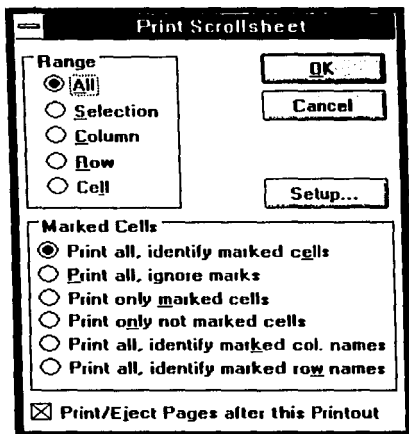 Print Scrollsheet
Range
All
Selection
Column
Row
Cell
OK
Cancel
Setup...
Marked Cells
Print all, identify marked cells
Print all, ignore marks
Print only marked cells
Print only not marked cells
Print all, identify marked col. names
Print all, identify marked row names
Print/Eject Pages after this Printout